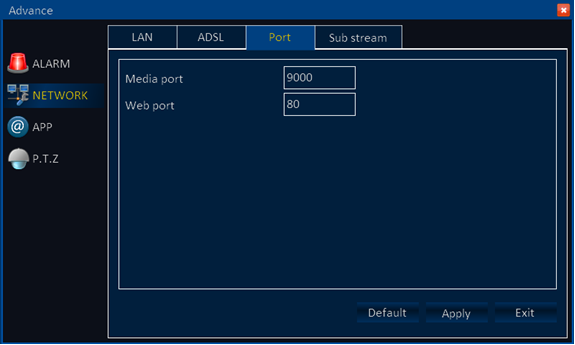 Advance
LAN ADSL Port Sub stream
ALARM
NETWORK
APP
P.T.Z
Media port 9000
Web port 80
Default Apply Exit